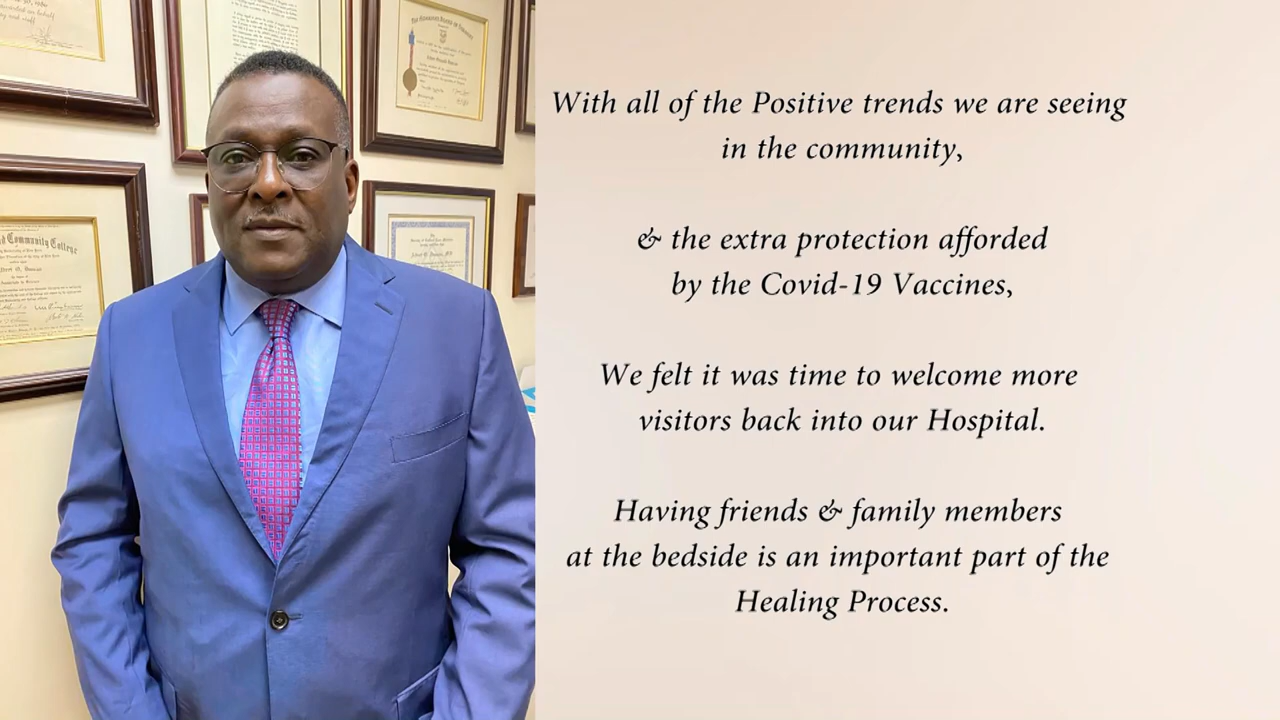 d Community College
With all of the Positive trends we are seeing
in the community,
& the extra protection afforded
by the Covid-19 Vaccines,
We felt it was time to welcome more
visitors back into our Hospital.
Having friends & family members
at the bedside is an important part of the
Healing Process.